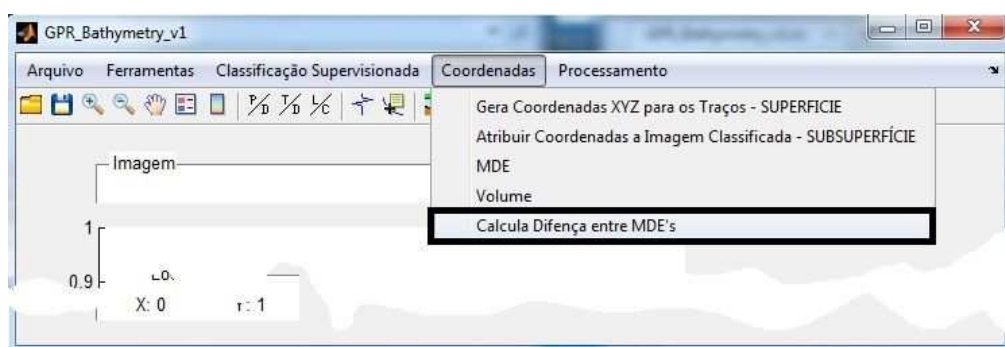 GPR_Bathymetry_v1
Arquivo Ferramentas Classificação Supervisionada Coordenadas Processamento
P/D T/D L/C
Gera Coordenadas XYZ para os Traços - SUPERFICIE
Atribuir Coordenadas a Imagem Classificada - SUBSUPERFÍCIE
MDE
Volume
Calcula Difença entre MDE's
Imagem
1
0.9
X: 0 : 1